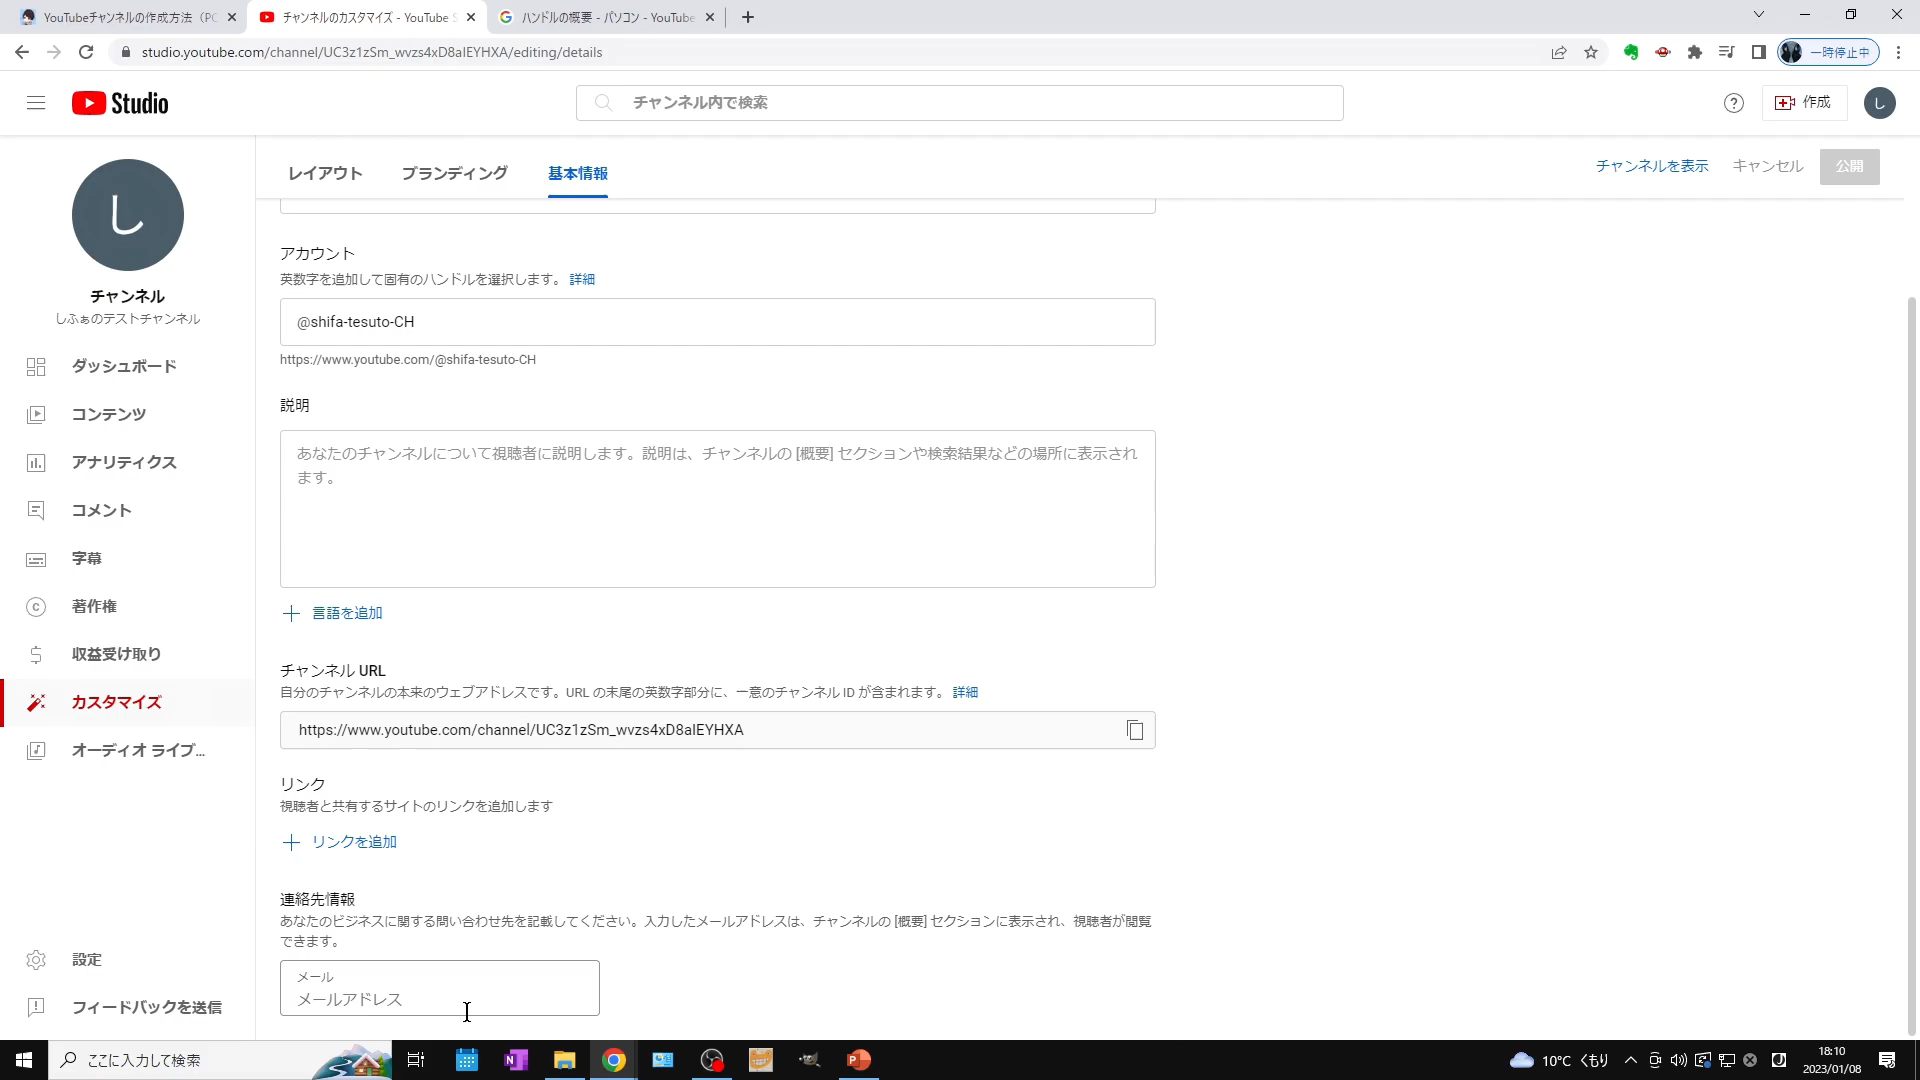 YouTubeチャンネルの作成方法（PC
チャンネルのカスタマイズ - YouTube S
ハンドルの概要 - パソコン - YouTube
studio.youtube.com/channel/UC3z1zSm_wvzs4xD8aIEYHXA/editing/details
一時停止中
Studio
チャンネル内で検索
作成
し
レイアウト
ブランディング
基本情報
チャンネルを表示
キャンセル
公開
し
チャンネル
しふぁのテストチャンネル
ダッシュボード
コンテンツ
アナリティクス
コメント
字幕
著作権
収益受け取り
カスタマイズ
オーディオ ライブ...
設定
フィードバックを送信
アカウント
英数字を追加して固有のハンドルを選択します。 詳細
@shifa-tesuto-CH
https://www.youtube.com/@shifa-tesuto-CH
説明
あなたのチャンネルについて視聴者に説明します。説明は、チャンネルの [概要] セクションや検索結果などの場所に表示され
ます。
言語を追加
チャンネル URL
自分のチャンネルの本来のウェブアドレスです。URL の末尾の英数字部分に、一意のチャンネル ID が含まれます。 詳細
https://www.youtube.com/channel/UC3z1zSm_wvzs4xD8aIEYHXA
リンク
視聴者と共有するサイトのリンクを追加します
リンクを追加
連絡先情報
あなたのビジネスに関する問い合わせ先を記載してください。入力したメールアドレスは、チャンネルの [概要] セクションに表示され、視聴者が閲覧
できます。
メール
メールアドレス
ここに入力して検索
10°C くもり
18:10
2023/01/08